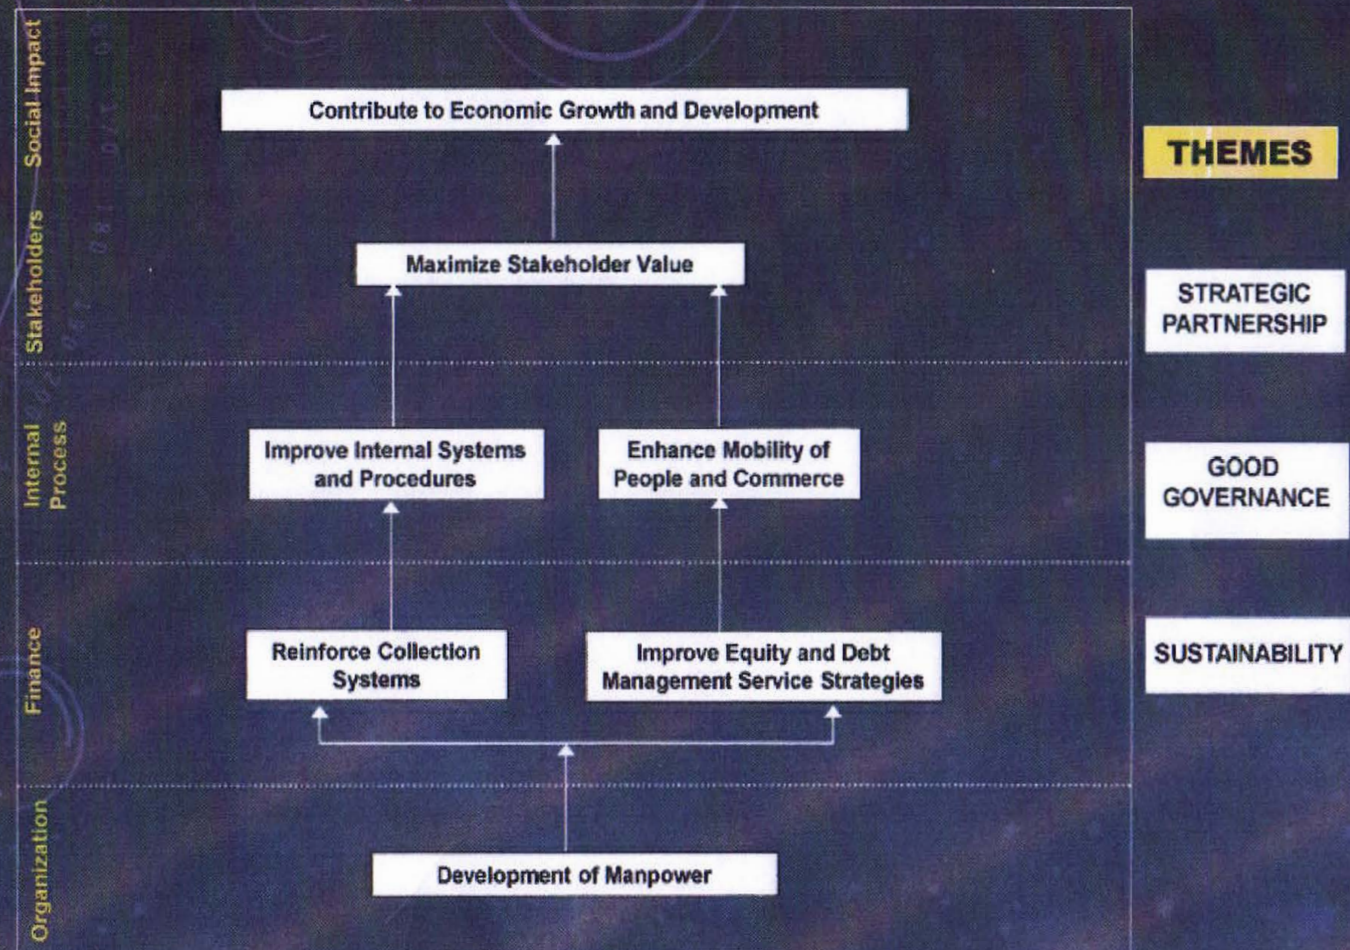 Social Impact
Contribute to Economic Growth and Development
THEMES
Stakeholders
Maximize Stakeholder Value
STRATEGIC
PARTNERSHIP
Internal
Process
Improve Internal Systems
and Procedures
Enhance Mobility of
People and Commerce
GOOD
GOVERNANCE
Finance
Reinforce Collection
Systems
Improve Equity and Debt
Management Service Strategies
SUSTAINABILITY
Organization
Development of Manpower